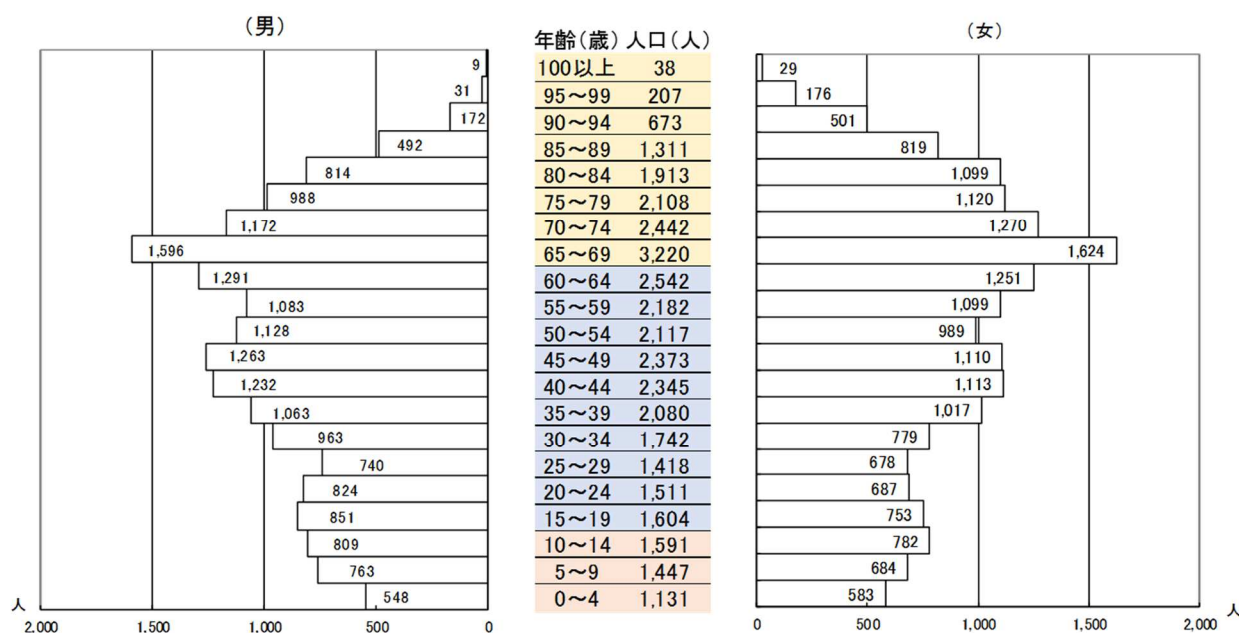 (男)
年齢(歳) 人口(人)
(女)
9 100以上 38 29
31 95～99 207 176
172 90～94 673 501
492 85～89 1,311 819
814 80～84 1,913 1,099
988 75～79 2,108 1,120
1,172 70～74 2,442 1,270
1,596 65～69 3,220 1,624
1,291 60～64 2,542 1,251
1,083 55～59 2,182 1,099
1,128 50～54 2,117 989
1,263 45～49 2,373 1,110
1,232 40～44 2,345 1,113
1,063 35～39 2,080 1,017
963 30～34 1,742 779
740 25～29 1,418 678
824 20～24 1,511 687
851 15～19 1,604 753
809 10～14 1,591 782
763 5～9 1,447 684
548 0～4 1,131 583
人 人
2,000 1,500 1,000 500 0 0 500 1,000 1,500 2,000